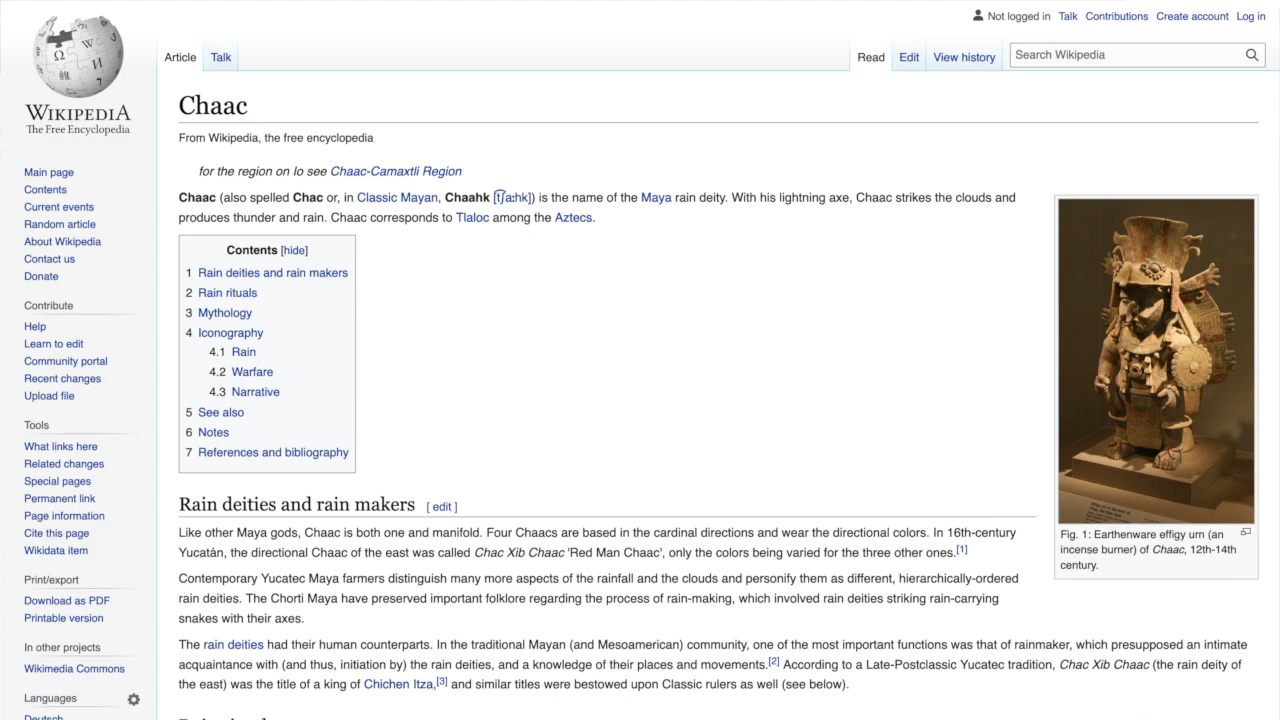 Not logged in Talk Contributions Create account Log in
Article Talk Read Edit View history Search Wikipedia
WIKIPEDIA
The Free Encyclopedia
Main page
Contents
Current events
Random article
About Wikipedia
Contact us
Donate
Contribute
Help
Learn to edit
Community portal
Recent changes
Upload file
Tools
What links here
Related changes
Special pages
Permanent link
Page information
Cite this page
Wikidata item
Print/export
Download as PDF
Printable version
In other projects
Wikimedia Commons
Languages
Deutsch
Chaac
From Wikipedia, the free encyclopedia
for the region on Io see Chaac-Camaxtli Region
Chaac (also spelled Chac or, in Classic Mayan, Chaahk [t͡ʃaːhk]) is the name of the Maya rain deity. With his lightning axe, Chaac strikes the clouds and
produces thunder and rain. Chaac corresponds to Tlaloc among the Aztecs.
Contents [hide]
1 Rain deities and rain makers
2 Rain rituals
3 Mythology
4 Iconography
4.1 Rain
4.2 Warfare
4.3 Narrative
5 See also
6 Notes
7 References and bibliography
Fig. 1: Earthenware effigy urn (an
incense burner) of Chaac, 12th-14th
century.
Rain deities and rain makers [ edit ]
Like other Maya gods, Chaac is both one and manifold. Four Chaacs are based in the cardinal directions and wear the directional colors. In 16th-century
Yucatán, the directional Chaac of the east was called Chac Xib Chaac 'Red Man Chaac', only the colors being varied for the three other ones.[1]
Contemporary Yucatec Maya farmers distinguish many more aspects of the rainfall and the clouds and personify them as different, hierarchically-ordered
rain deities. The Chorti Maya have preserved important folklore regarding the process of rain-making, which involved rain deities striking rain-carrying
snakes with their axes.
The rain deities had their human counterparts. In the traditional Mayan (and Mesoamerican) community, one of the most important functions was that of rainmaker, which presupposed an intimate
acquaintance with (and thus, initiation by) the rain deities, and a knowledge of their places and movements.[2] According to a Late-Postclassic Yucatec tradition, Chac Xib Chaac (the rain deity of
the east) was the title of a king of Chichen Itza,[3] and similar titles were bestowed upon Classic rulers as well (see below).